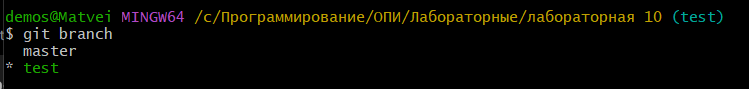 demos@Matvei MINGW64 /c/Программирование/ОПИ/Лабораторные/лабораторная 10 (test)
$ git branch
  master
* test